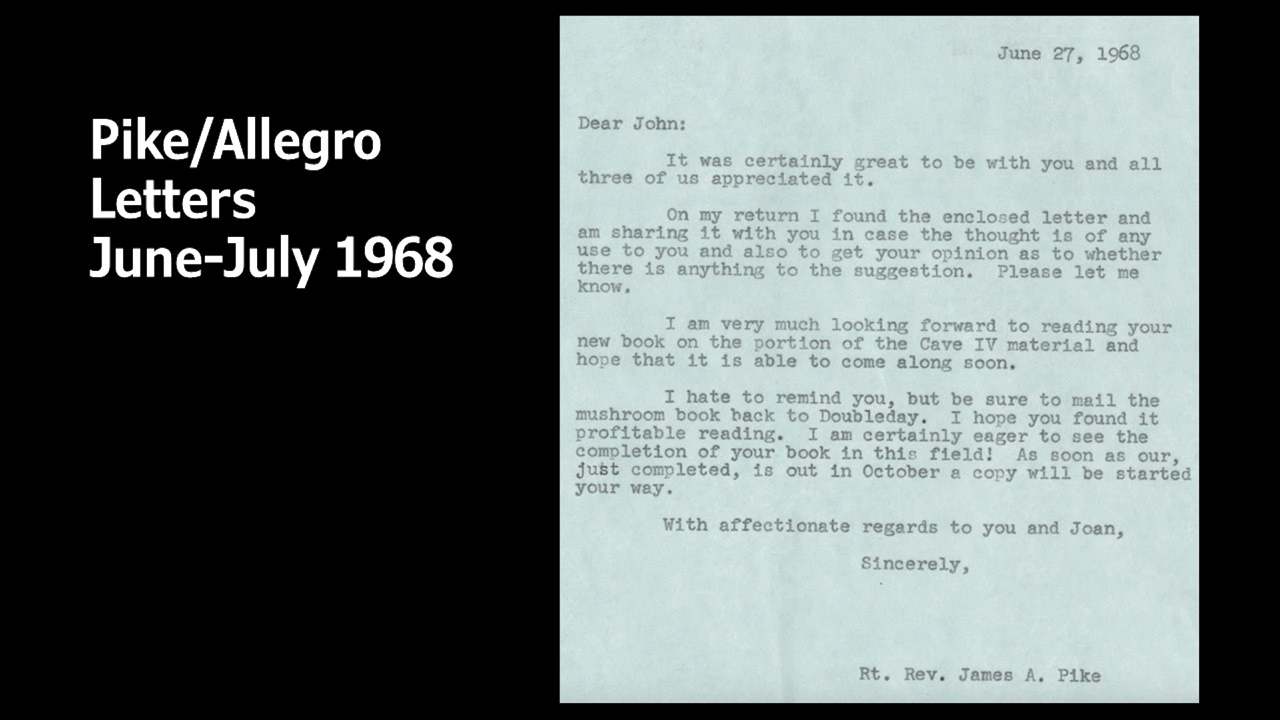 Pike/Allegro
Letters
June-July 1968
June 27, 1968
Dear John:
It was certainly great to be with you and all
three of us appreciated it.
On my return I found the enclosed letter and
am sharing it with you in case the thought is of any
use to you and also to get your opinion as to whether
there is anything to the suggestion. Please let me
know.
I am very much looking forward to reading your
new book on the portion of the Cave IV material and
hope that it is able to come along soon.
I hate to remind you, but be sure to mail the
mushroom book back to Doubleday. I hope you found it
profitable reading. I am certainly eager to see the
completion of your book in this field! As soon as our,
just completed, is out in October a copy will be started
your way.
With affectionate regards to you and Joan,
Sincerely,
Rt. Rev. James A. Pike